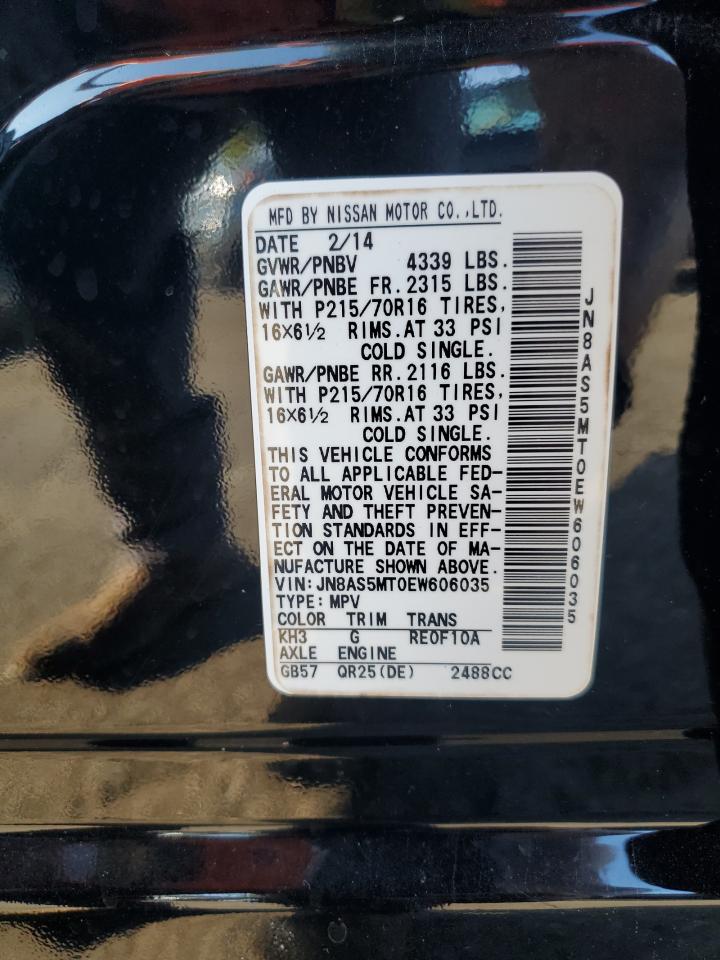 MFD BY NISSAN MOTOR CO.,LTD.
DATE 2/14
GVWR/PNBV 4339 LBS.
GAWR/PNBE FR.2315 LBS.
WITH P215/70R16 TIRES,
16X6½ RIMS.AT 33 PSI
COLD SINGLE.
GAWR/PNBE RR.2116 LBS.
WITH P215/70R16 TIRES,
16X6½ RIMS.AT 33 PSI
COLD SINGLE.
THIS VEHICLE CONFORMS
TO ALL APPLICABLE FED-
ERAL MOTOR VEHICLE SA-
FETY AND THEFT PREVEN-
TION STANDARDS IN EFF-
ECT ON THE DATE OF MA-
NUFACTURE SHOWN ABOVE.
VIN:JN8AS5MT0EW606035
TYPE:MPV
COLOR TRIM TRANS
KH3 G RE0F10A
AXLE ENGINE
GB57 QR25(DE) 2488CC
JN8AS5MT0EW606035